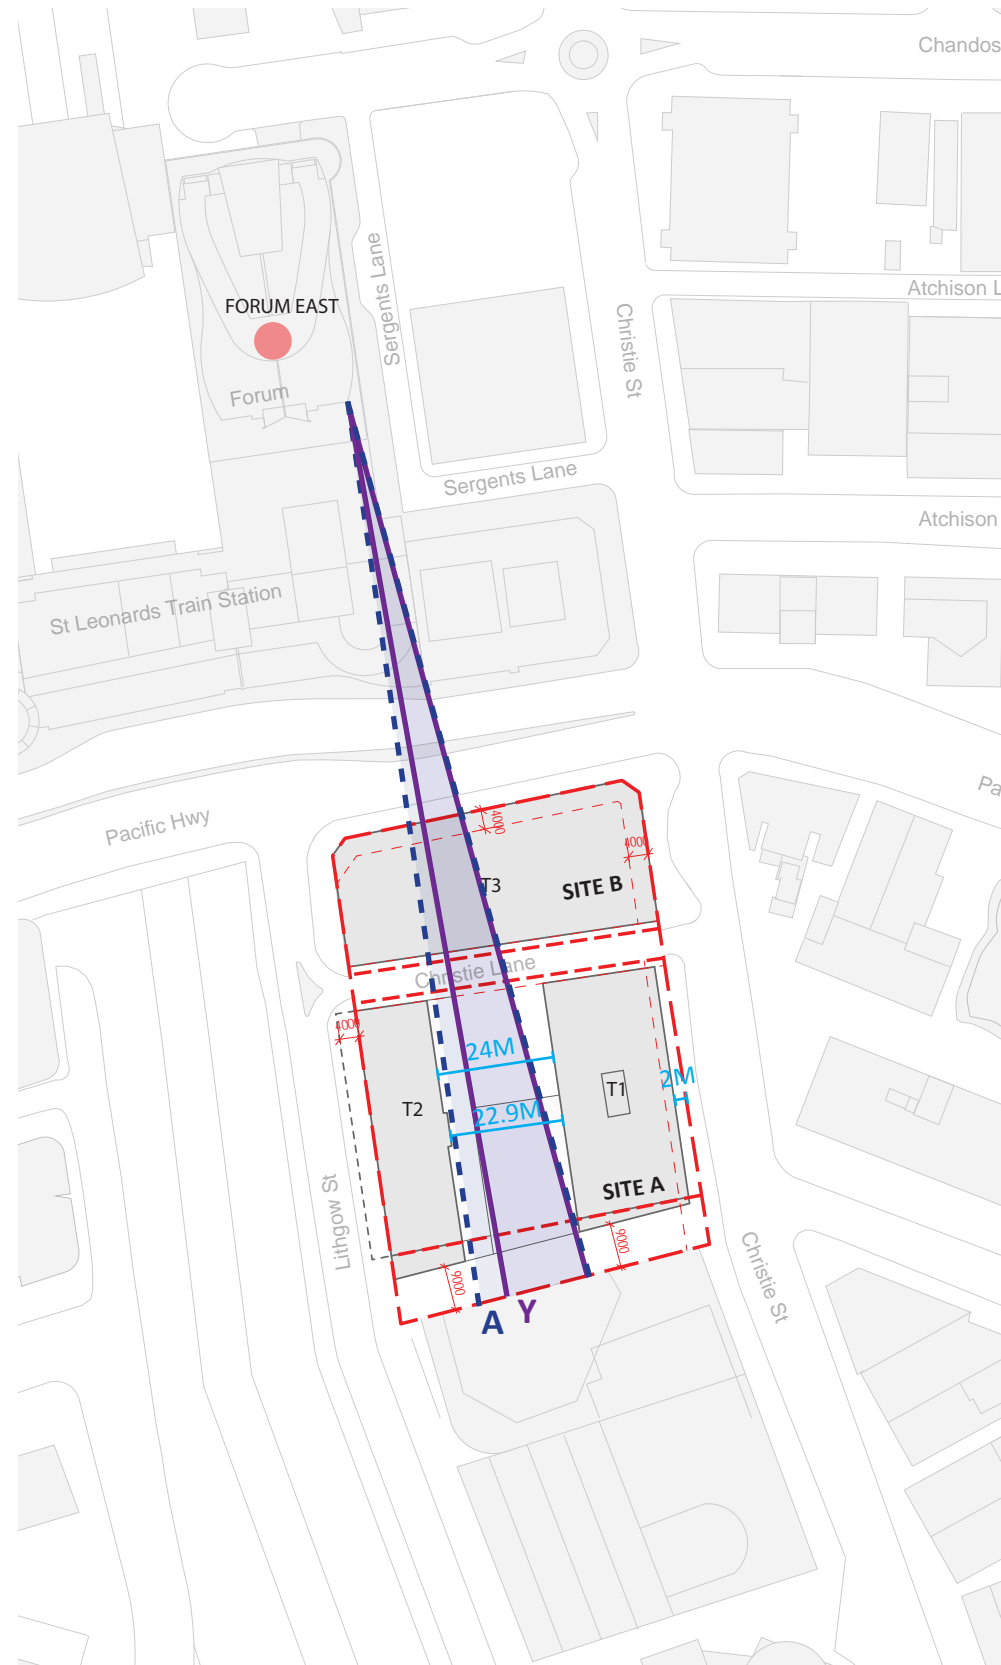 Chandos
Sergents Lane
Atchison L
FORUM EAST
Christie St
Forum
Sergents Lane
Atchison
St Leonards Train Station
Pa
Pacific Hwy
4000
4000
T3
SITE B
Christie Lane
4000
24M
2M
T1
T2
22.9M
SITE A
Lithgow St
9000
9000
Christie St
A
Y